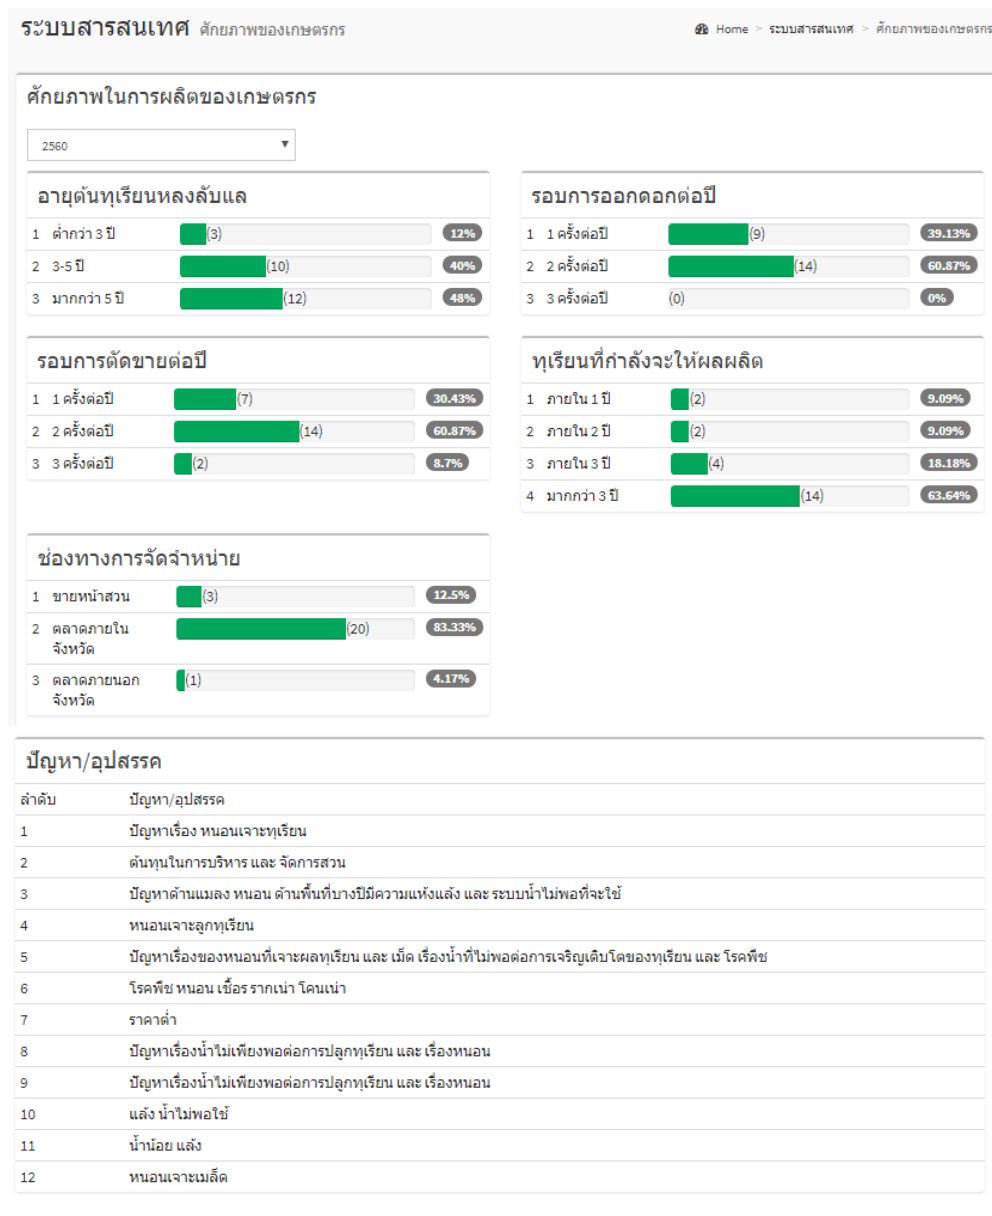 ระบบสารสนเทศ ศักยภาพของเกษตรกร
Home > ระบบสารสนเทศ > ศักยภาพของเกษตรกร
ศักยภาพในการผลิตของเกษตรกร
2560
อายุต้นทุเรียนหลงลับแล
1 ต่ำกว่า 3 ปี (3) 12%
2 3-5 ปี (10) 40%
3 มากกว่า 5 ปี (12) 48%
รอบการออกดอกต่อปี
1 1 ครั้งต่อปี (9) 39.13%
2 2 ครั้งต่อปี (14) 60.87%
3 3 ครั้งต่อปี (0) 0%
รอบการตัดขายต่อปี
1 1 ครั้งต่อปี (7) 30.43%
2 2 ครั้งต่อปี (14) 60.87%
3 3 ครั้งต่อปี (2) 8.7%
ทุเรียนที่กำลังจะให้ผลผลิต
1 ภายใน 1 ปี (2) 9.09%
2 ภายใน 2 ปี (2) 9.09%
3 ภายใน 3 ปี (4) 18.18%
4 มากกว่า 3 ปี (14) 63.64%
ช่องทางการจัดจำหน่าย
1 ขายหน้าสวน (3) 12.5%
2 ตลาดภายใน (20) 83.33%
จังหวัด
3 ตลาดภายนอก (1) 4.17%
จังหวัด
ปัญหา/อุปสรรค
ลำดับ ปัญหา/อุปสรรค
1 ปัญหาเรื่อง หนอนเจาะทุเรียน
2 ต้นทุนในการบริหาร และ จัดการสวน
3 ปัญหาด้านแมลง หนอน ด้านพื้นที่บางปีมีความแห้งแล้ง และ ระบบน้ำไม่พอที่จะใช้
4 หนอนเจาะลูกทุเรียน
5 ปัญหาเรื่องของหนอนที่เจาะผลทุเรียน และ เม็ด เรื่องน้ำที่ไม่พอต่อการเจริญเติบโตของทุเรียน และ โรคพืช
6 โรคพืช หนอน เชื้อร รากเน่า โคนเน่า
7 ราคาต่ำ
8 ปัญหาเรื่องน้ำไม่เพียงพอต่อการปลูกทุเรียน และ เรื่องหนอน
9 ปัญหาเรื่องน้ำไม่เพียงพอต่อการปลูกทุเรียน และ เรื่องหนอน
10 แล้ง น้ำไม่พอใช้
11 น้ำน้อย แล้ง
12 หนอนเจาะเมล็ด